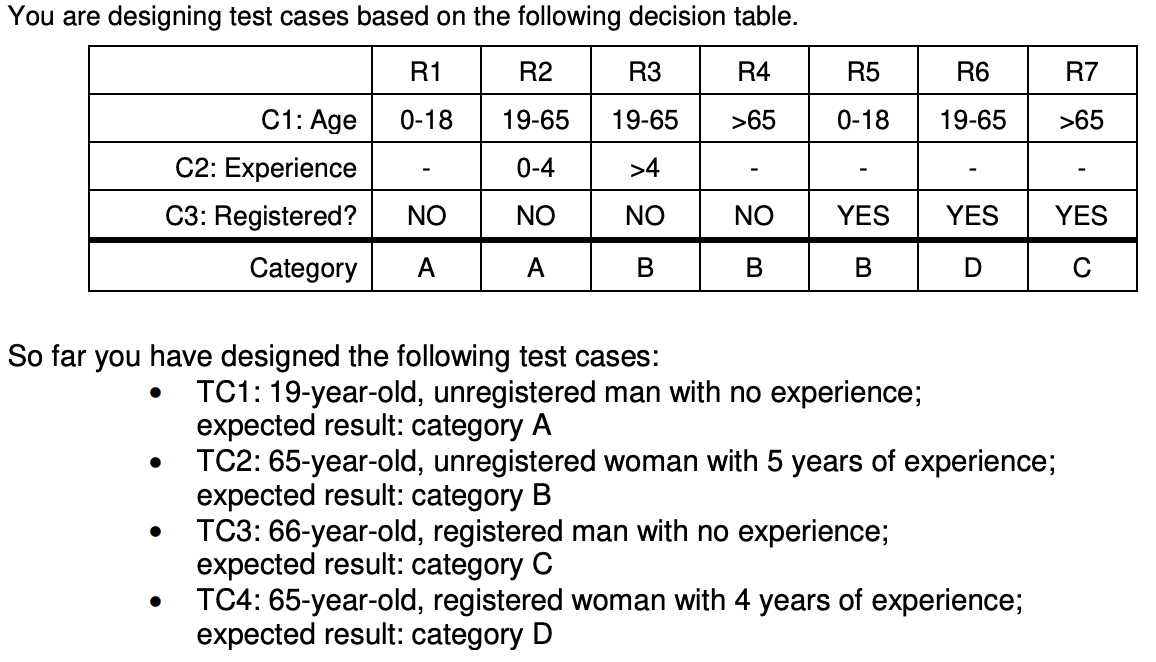 You are designing test cases based on the following decision table.
R1 R2 R3 R4 R5 R6 R7
C1: Age 0-18 19-65 19-65 >65 0-18 19-65 >65
C2: Experience - 0-4 >4 - - - -
C3: Registered? NO NO NO NO YES YES YES
Category A A B B B D C
So far you have designed the following test cases:
• TC1: 19-year-old, unregistered man with no experience;
expected result: category A
• TC2: 65-year-old, unregistered woman with 5 years of experience;
expected result: category B
• TC3: 66-year-old, registered man with no experience;
expected result: category C
• TC4: 65-year-old, registered woman with 4 years of experience;
expected result: category D